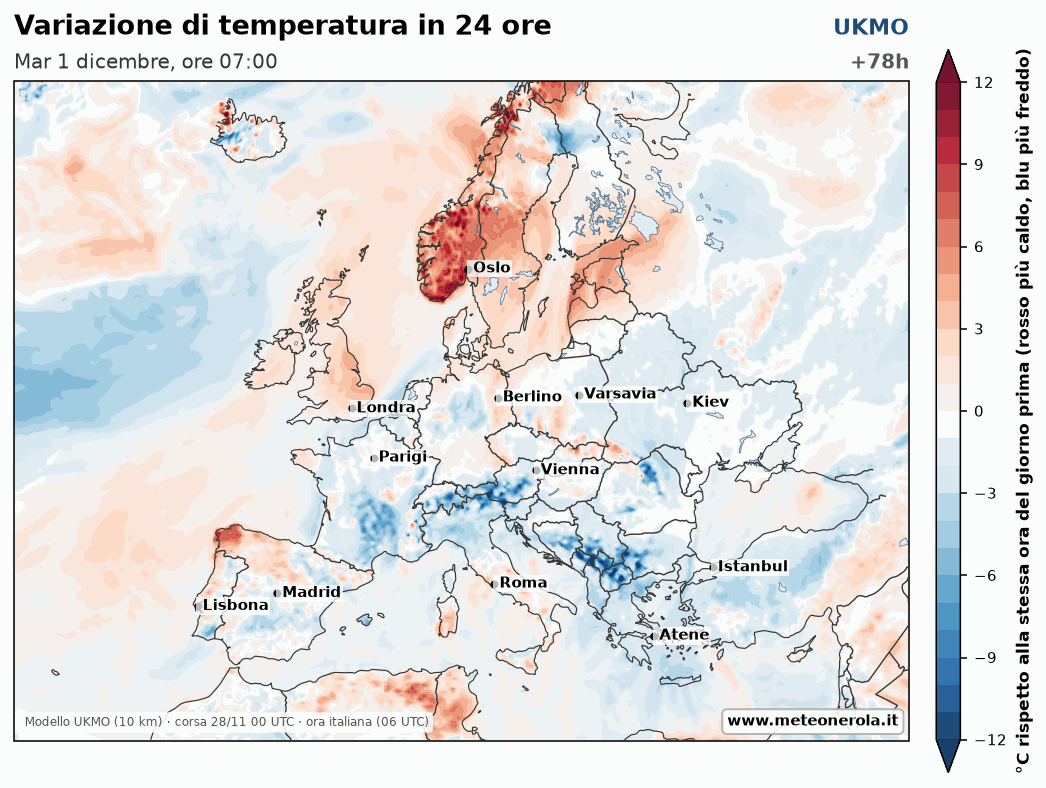 Variazione di temperatura in 24 ore
UKMO
Mar 1 dicembre, ore 07:00
+78h
Oslo
Londra
Berlino
Varsavia
Kiev
Parigi
Vienna
Istanbul
Madrid
Roma
Lisbona
Atene
Modello UKMO (10 km) · corsa 28/11 00 UTC · ora italiana (06 UTC)
www.meteonerola.it
12
9
6
3
0
−3
−6
−9
−12
°C rispetto alla stessa ora del giorno prima (rosso più caldo, blu più freddo)